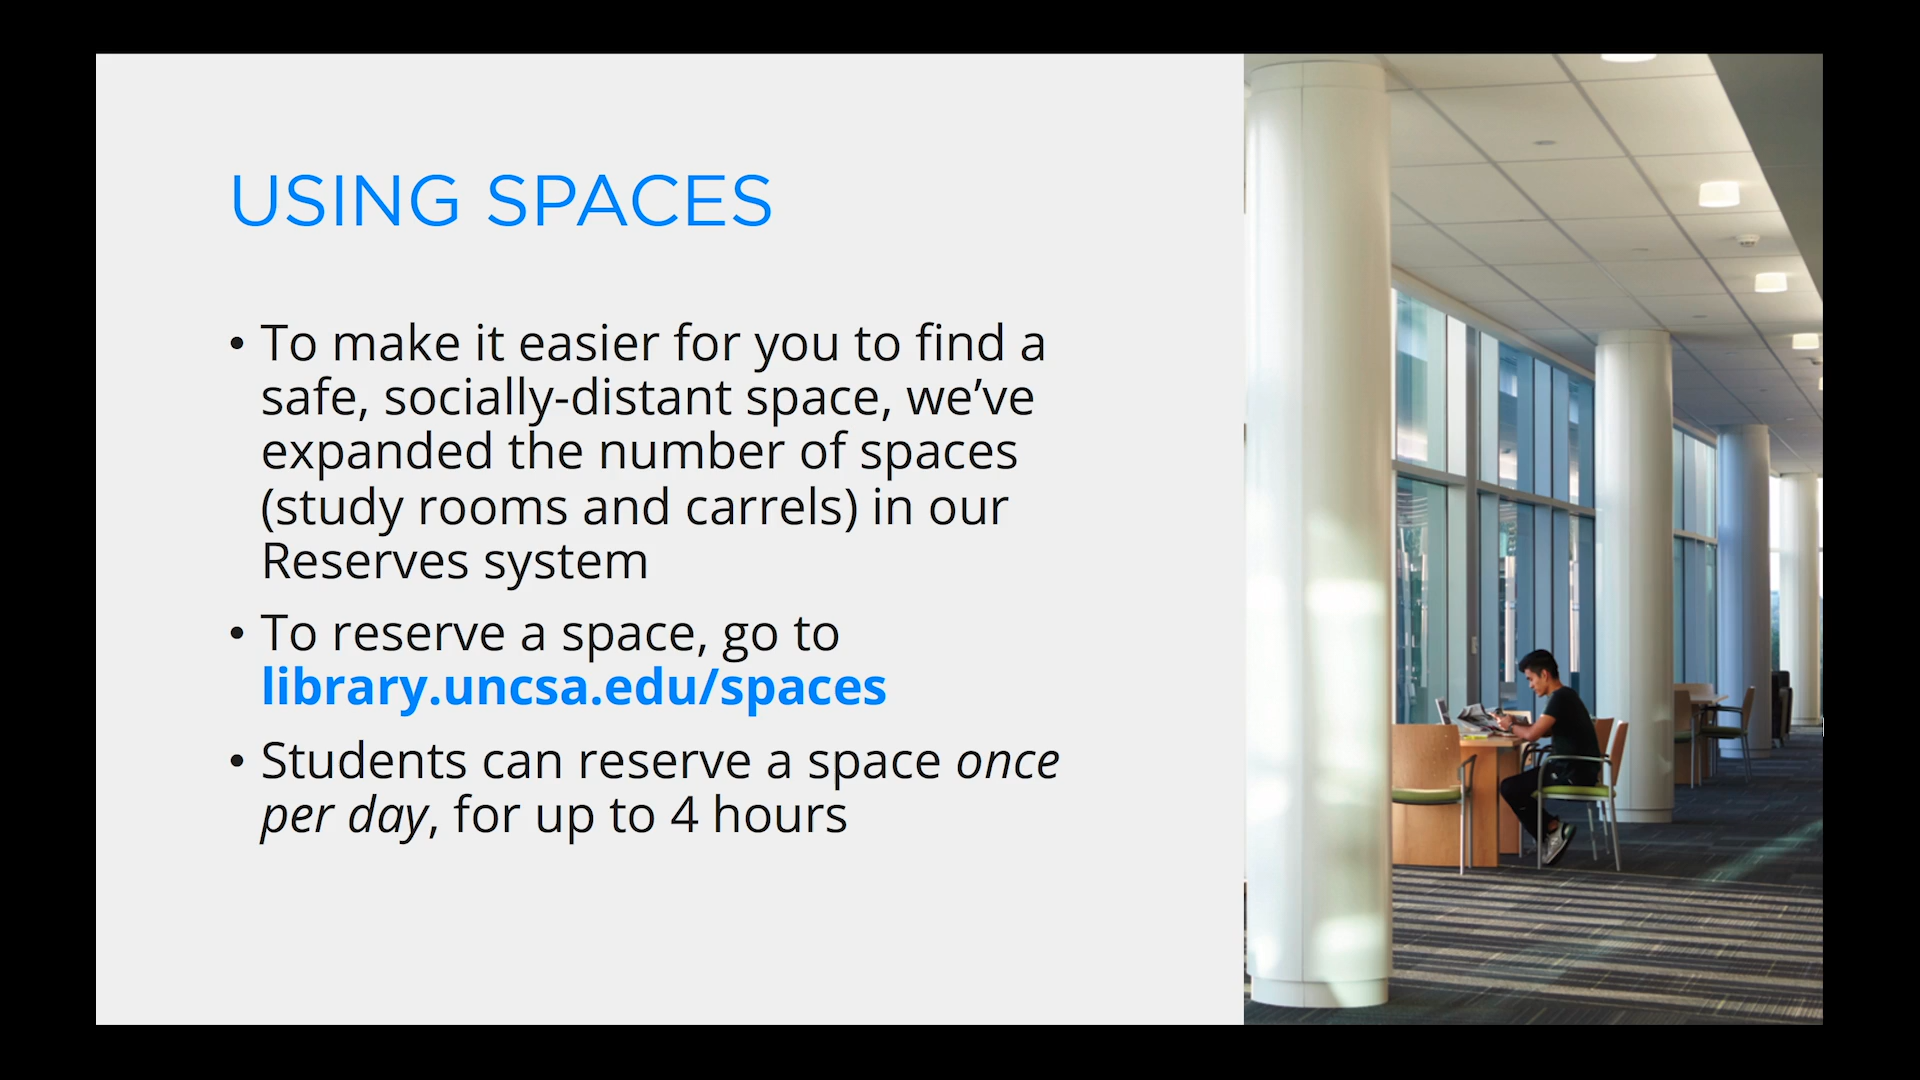 USING SPACES
• To make it easier for you to find a
safe, socially-distant space, we’ve
expanded the number of spaces
(study rooms and carrels) in our
Reserves system
• To reserve a space, go to
library.uncsa.edu/spaces
• Students can reserve a space once
per day, for up to 4 hours